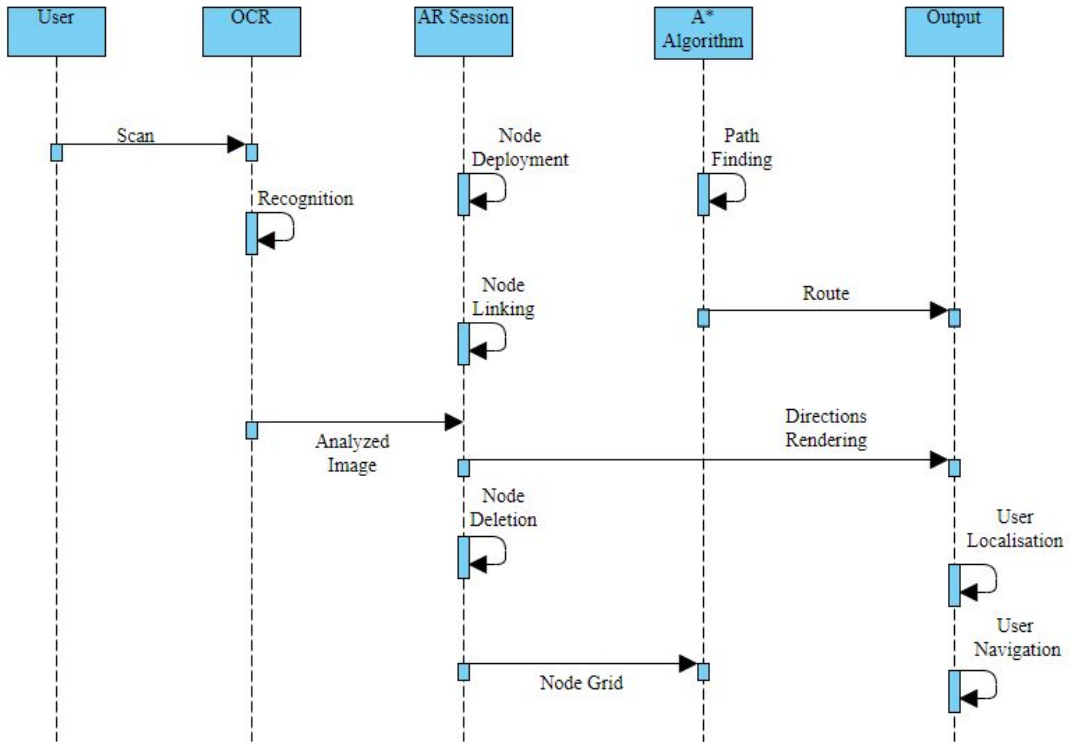 User
OCR
AR Session
A*
Algorithm
Output
Scan
Node
Deployment
Path
Finding
Recognition
Node
Linking
Route
Analyzed
Image
Directions
Rendering
Node
Deletion
User
Localisation
User
Navigation
Node Grid